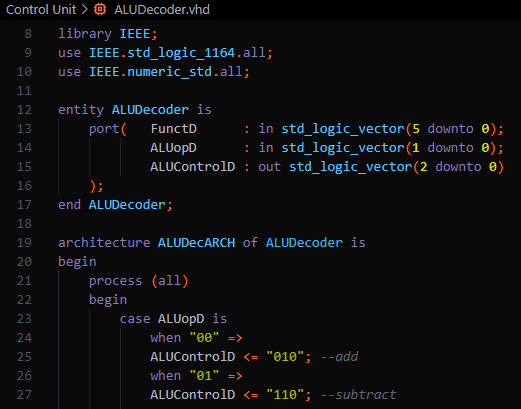 Control Unit > ALUDecoder.vhd
8 library IEEE;
9 use IEEE.std_logic_1164.all;
10 use IEEE.numeric_std.all;
11
12 entity ALUDecoder is
13     port(   FunctD      : in std_logic_vector(5 downto 0);
14             ALUopD      : in std_logic_vector(1 downto 0);
15             ALUControlD : out std_logic_vector(2 downto 0)
16     );
17 end ALUDecoder;
18
19 architecture ALUDecARCH of ALUDecoder is
20 begin
21     process (all)
22     begin
23         case ALUopD is
24             when "00" =>
25             ALUControlD <= "010"; --add
26             when "01" =>
27             ALUControlD <= "110"; --subtract